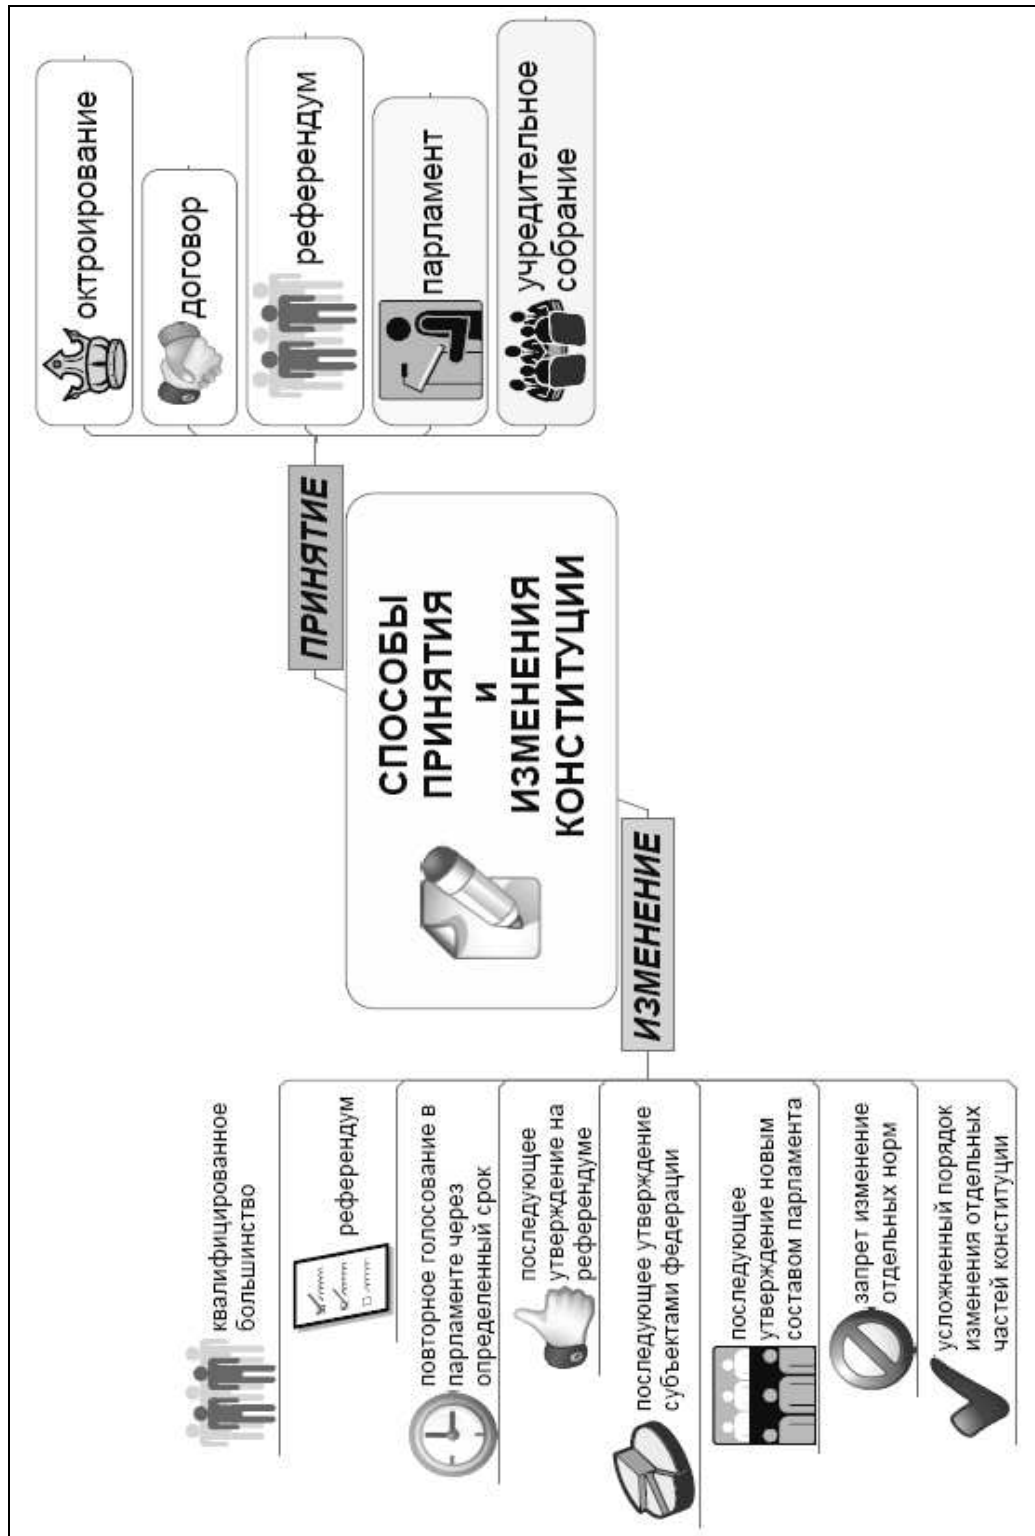 СПОСОБЫ
ПРИНЯТИЯ
и
ИЗМЕНЕНИЯ
КОНСТИТУЦИИ
ПРИНЯТИЕ
октроирование
договор
референдум
парламент
учредительное
собрание
ИЗМЕНЕНИЕ
квалифицированное
большинство
референдум
повторное голосование в
парламенте через
определенный срок
последующее
утверждение на
референдуме
последующее утверждение
субъектами федерации
последующее
утверждение новым
составом парламента
запрет изменение
отдельных норм
усложненный порядок
изменения отдельных
частей конституции